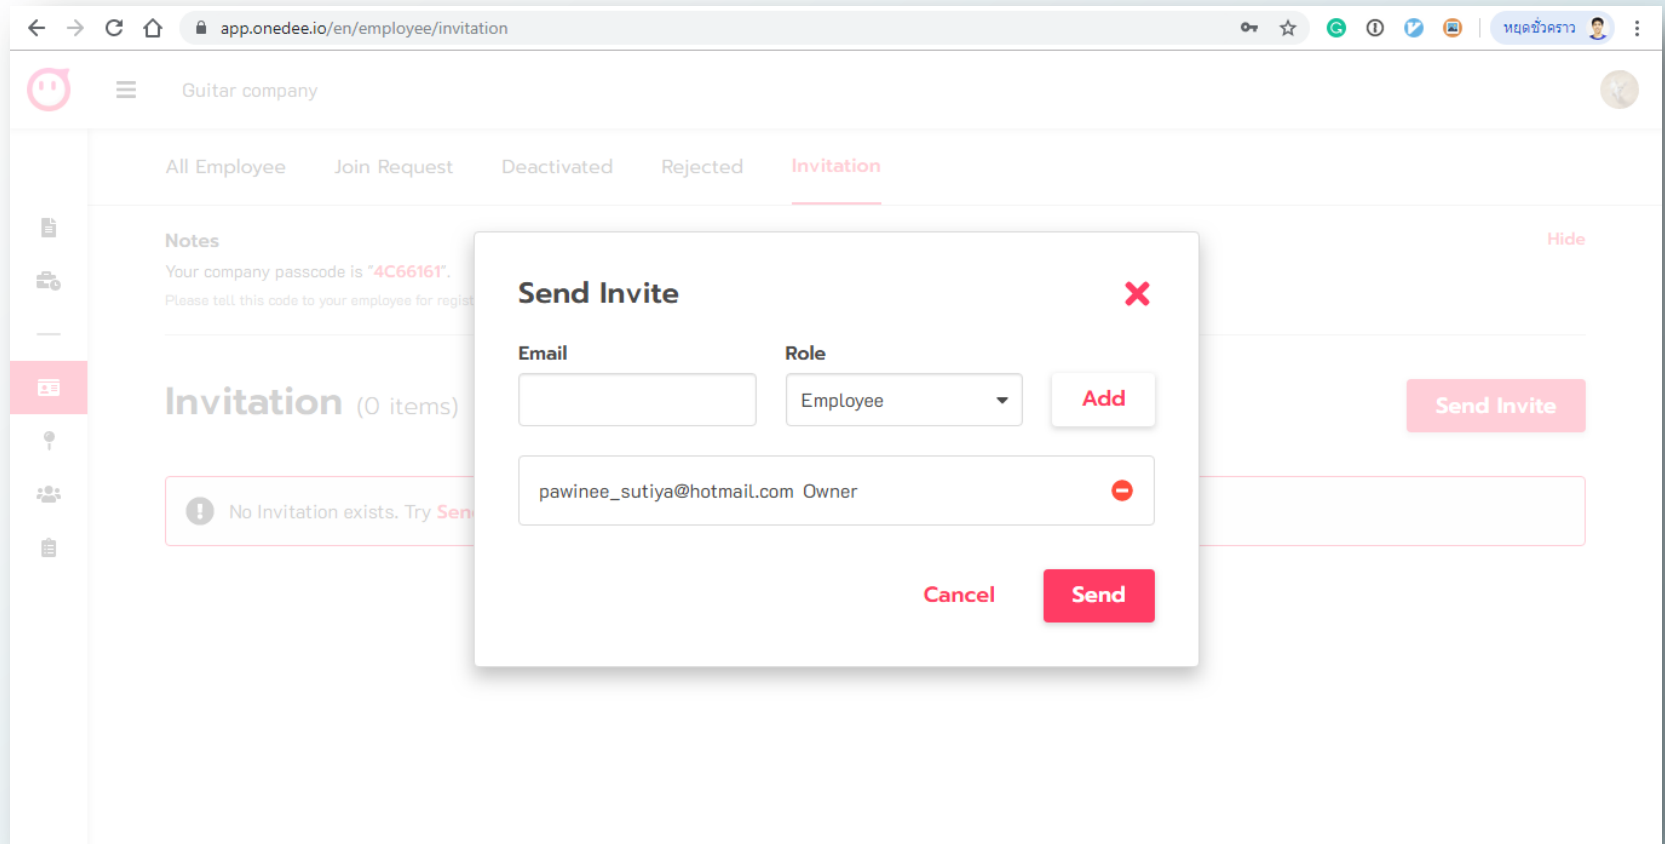 app.onedee.io/en/employee/invitation
หยุดชั่วคราว
Guitar company
All Employee Join Request Deactivated Rejected Invitation
Notes
Hide
Your company passcode is "4C66161".
Please tell this code to your employee for regist
Invitation (0 items)
Send Invite
No Invitation exists. Try Sen
Send Invite
Email Role
Employee Add
pawinee_sutiya@hotmail.com Owner
Cancel Send